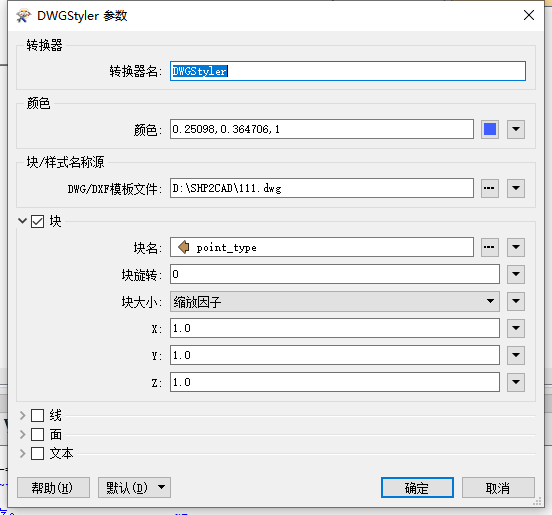 DWGStyler 参数
转换器
转换器名: DWGStyler
颜色
颜色: 0.25098,0.364706,1
块/样式名称源
DWG/DXF模板文件: D:\SHP2CAD\111.dwg
块
块名: point_type
块旋转: 0
块大小: 缩放因子
X: 1.0
Y: 1.0
Z: 1.0
线
面
文本
帮助(H) 默认(D) 确定 取消